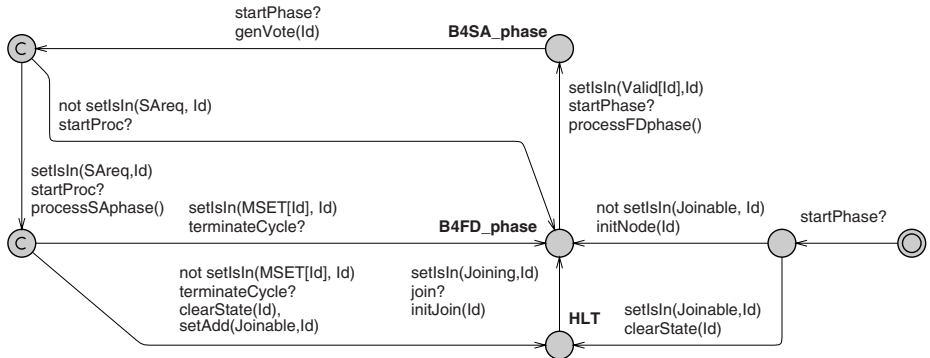 startPhase?
genVote(Id)
B4SA_phase
C
setIsIn(Valid[Id],Id)
startPhase?
processFDphase()
not setIsIn(SAreq, Id)
startProc?
setIsIn(SAreq,Id)
startProc?
processSAphase()
setIsIn(MSET[Id], Id)
terminateCycle?
B4FD_phase
not setIsIn(Joinable, Id)
initNode(Id)
startPhase?
C
not setIsIn(MSET[Id], Id)
terminateCycle?
clearState(Id),
setAdd(Joinable,Id)
setIsIn(Joining,Id)
join?
initJoin(Id)
HLT
setIsIn(Joinable,Id)
clearState(Id)